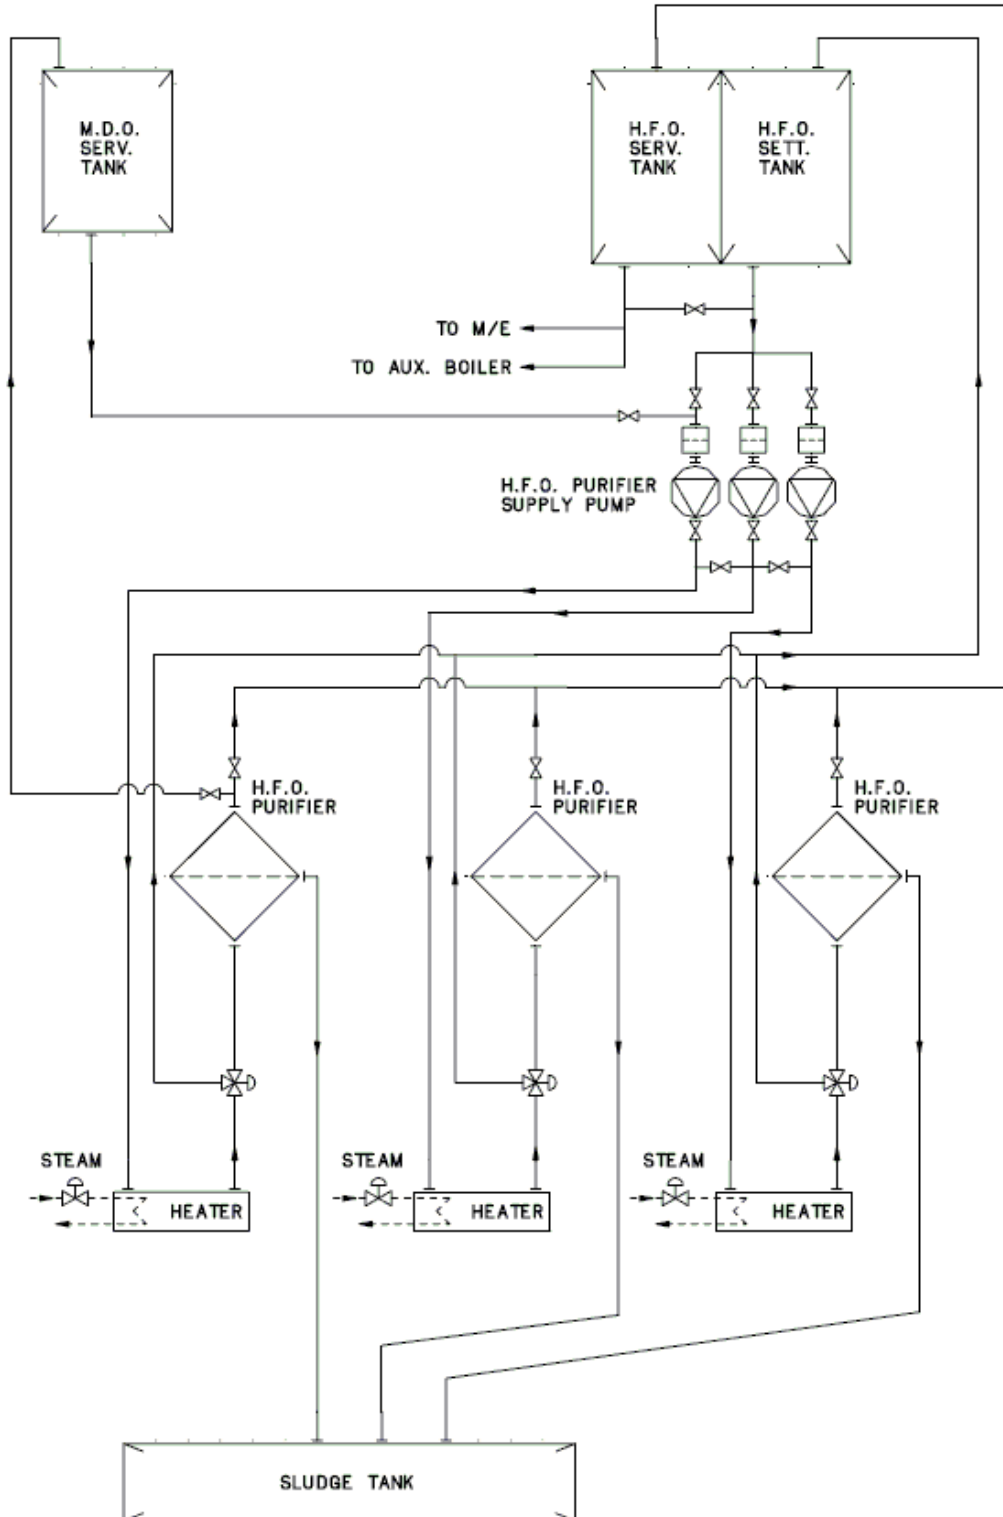 M.D.O.
SERV.
TANK
H.F.O.
SERV.
TANK
H.F.O.
SETT.
TANK
TO M/E
TO AUX. BOILER
H.F.O. PURIFIER
SUPPLY PUMP
H.F.O.
PURIFIER
H.F.O.
PURIFIER
H.F.O.
PURIFIER
STEAM
HEATER
STEAM
HEATER
STEAM
HEATER
SLUDGE TANK